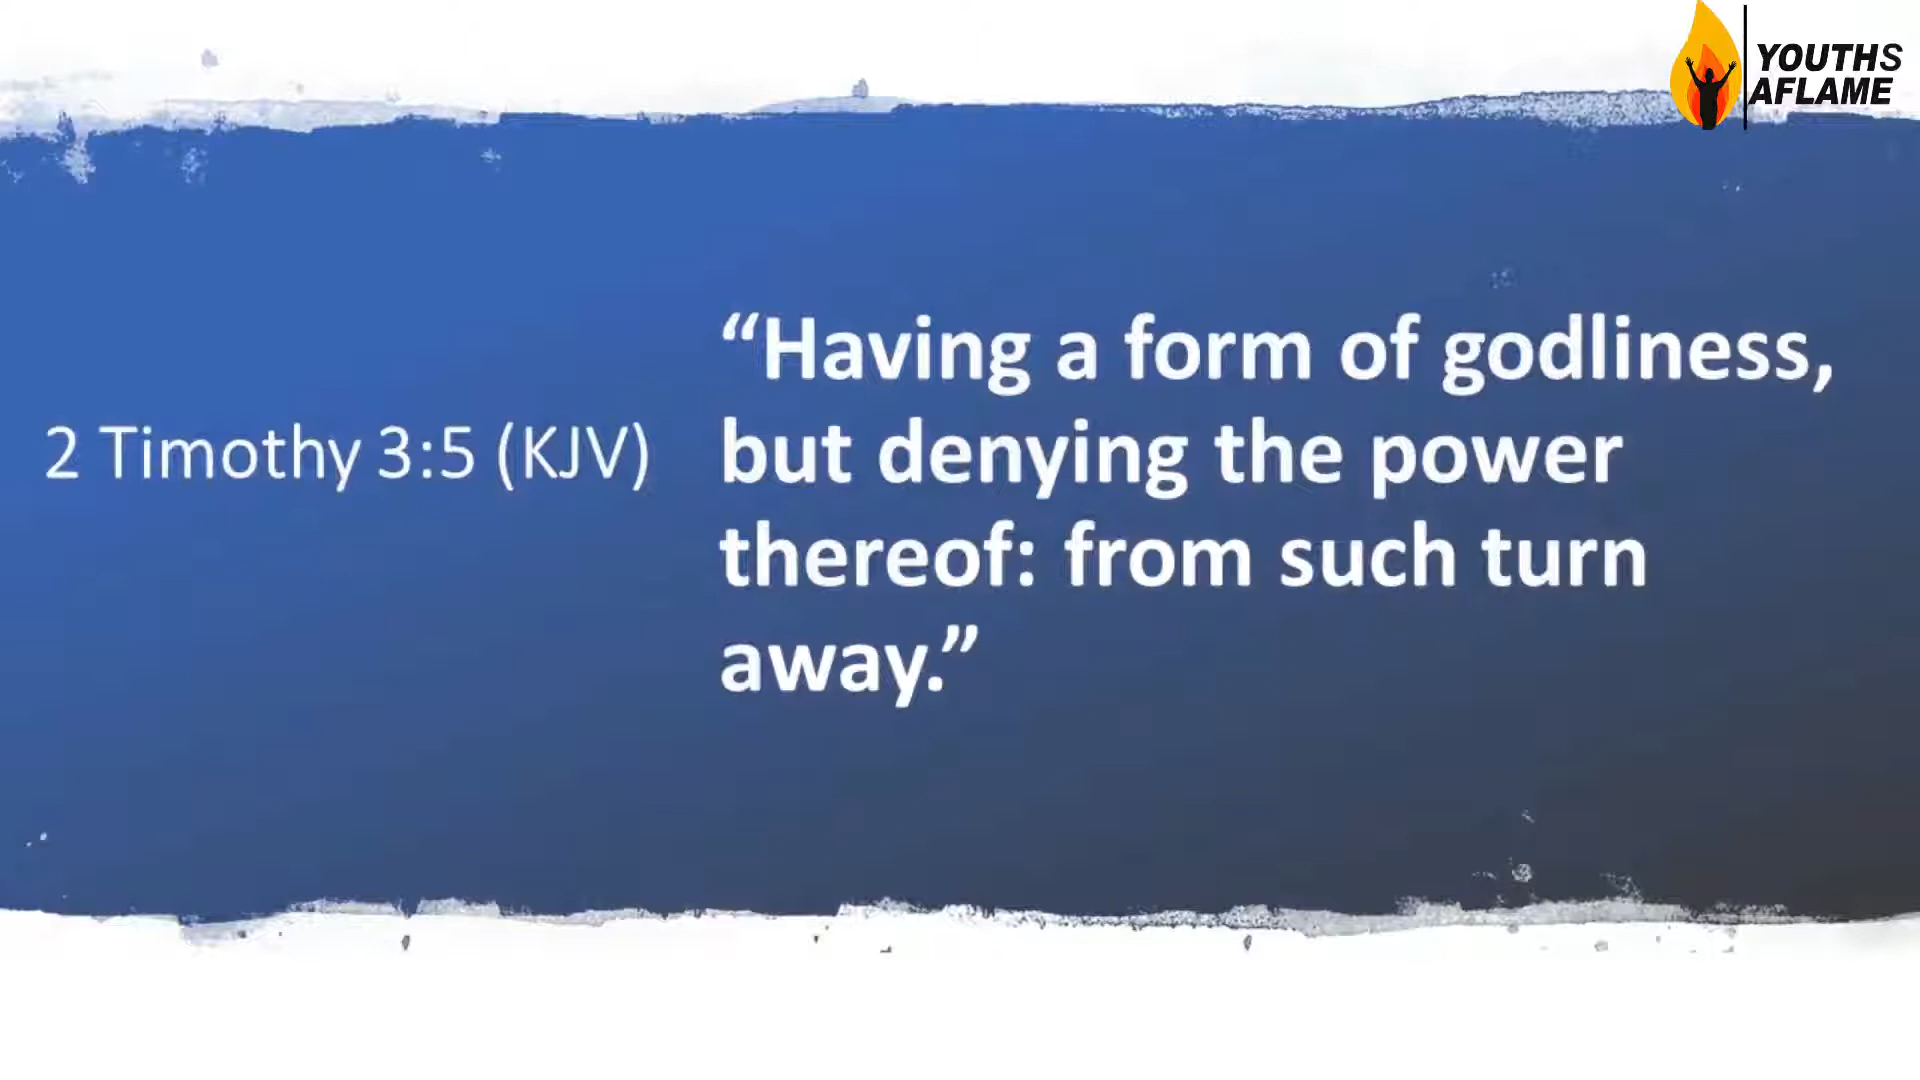 YOUTHS
AFLAME
2 Timothy 3:5 (KJV)
“Having a form of godliness,
but denying the power
thereof: from such turn
away.”